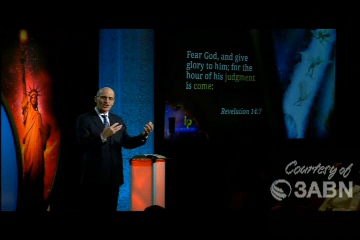 Fear God, and give
glory to him; for the
hour of his judgment
is come:
Revelation 14:7
Courtesy of
3ABN